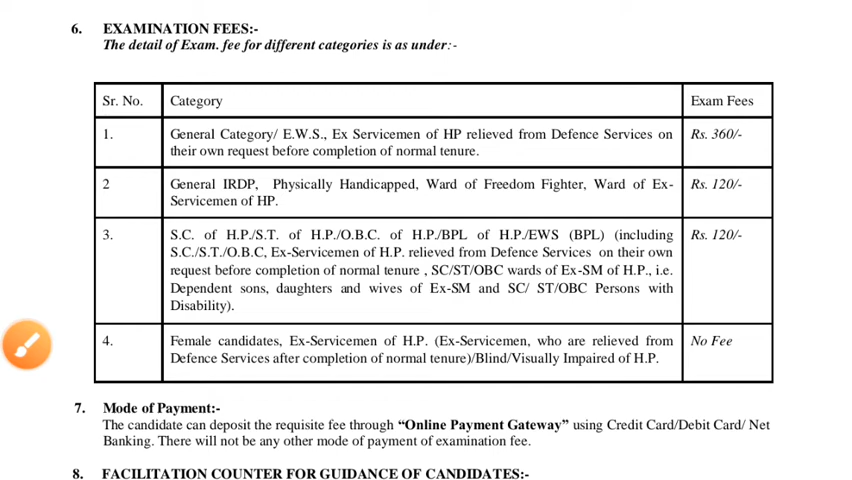 6. EXAMINATION FEES:-
The detail of Exam. fee for different categories is as under:-
Sr. No. Category Exam Fees
1. General Category/ E.W.S., Ex Servicemen of HP relieved from Defence Services on Rs. 360/-
their own request before completion of normal tenure.
2 General IRDP, Physically Handicapped, Ward of Freedom Fighter, Ward of Ex- Rs. 120/-
Servicemen of HP.
3. S.C. of H.P./S.T. of H.P./O.B.C. of H.P./BPL of H.P./EWS (BPL) (including Rs. 120/-
S.C./S.T./O.B.C, Ex-Servicemen of H.P. relieved from Defence Services on their own
request before completion of normal tenure , SC/ST/OBC wards of Ex-SM of H.P., i.e.
Dependent sons, daughters and wives of Ex-SM and SC/ ST/OBC Persons with
Disability).
4. Female candidates, Ex-Servicemen of H.P. (Ex-Servicemen, who are relieved from No Fee
Defence Services after completion of normal tenure)/Blind/Visually Impaired of H.P.
7. Mode of Payment:-
The candidate can deposit the requisite fee through “Online Payment Gateway” using Credit Card/Debit Card/ Net
Banking. There will not be any other mode of payment of examination fee.
8. FACILITATION COUNTER FOR GUIDANCE OF CANDIDATES:-